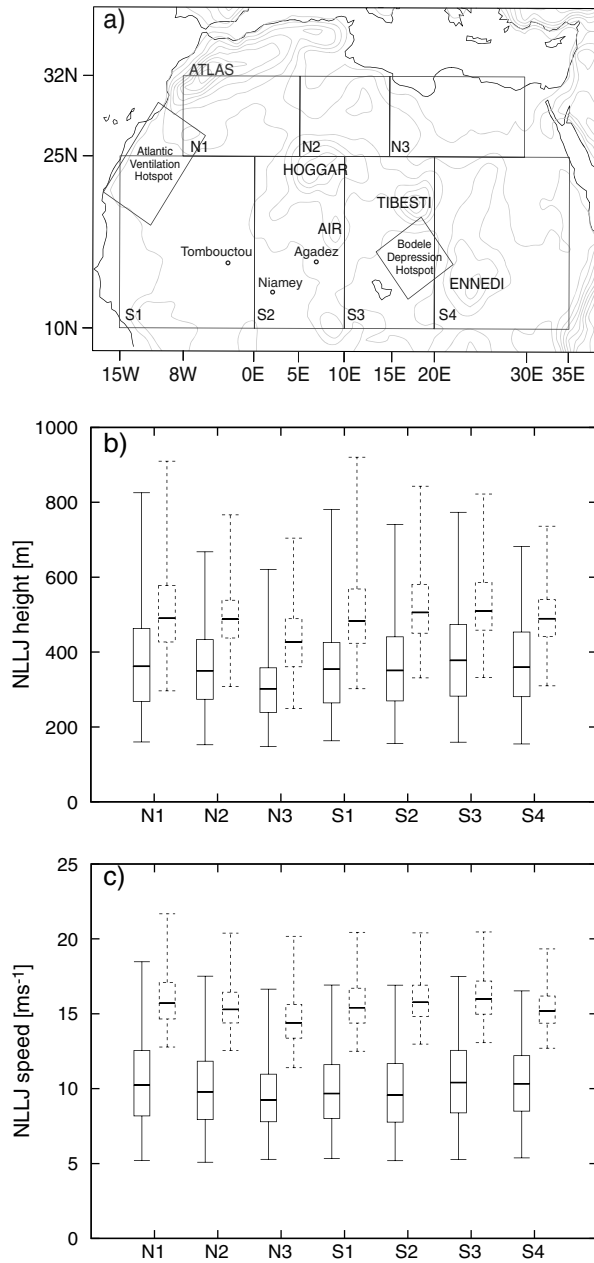 a)
32N
ATLAS
Atlantic
Ventilation
Hotspot
N1
N2
N3
25N
HOGGAR
TIBESTI
AIR
Bodele
Depression
Hotspot
Tombouctou
Agadez
Niamey
ENNEDI
S1
S2
S3
S4
10N
15W 8W 0E 5E 10E 15E 20E 30E 35E
b)
NLLJ height [m]
1000
800
600
400
200
0
N1 N2 N3 S1 S2 S3 S4
c)
NLLJ speed [ms-1]
25
20
15
10
5
0
N1 N2 N3 S1 S2 S3 S4